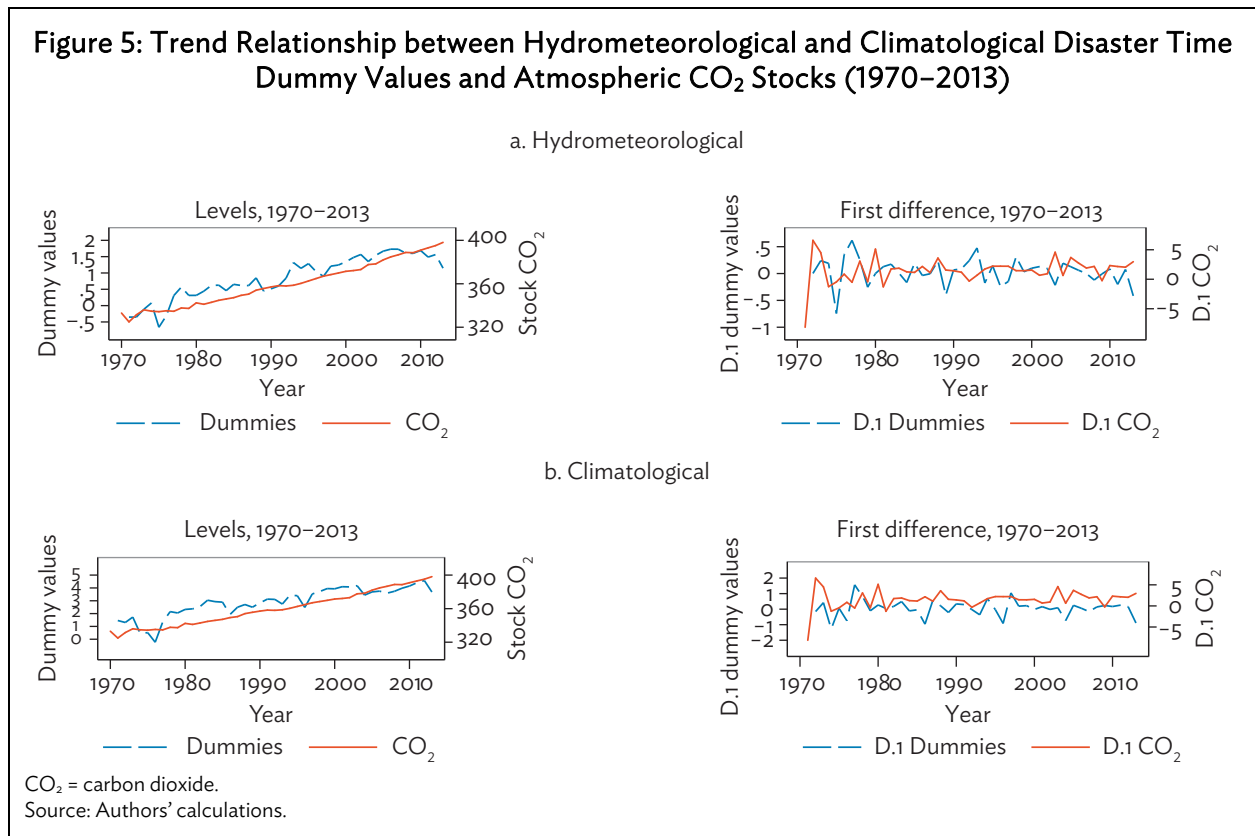 Figure 5: Trend Relationship between Hydrometeorological and Climatological Disaster Time
Dummy Values and Atmospheric CO₂ Stocks (1970–2013)
a. Hydrometeorological
Levels, 1970–2013
Dummy values
2
1.5
1
.5
0
-.5
400
360
320
Stock CO₂
1970 1980 1990 2000 2010
Year
Dummies CO₂
First difference, 1970–2013
D.1 dummy values
.5
0
-.5
-1
5
0
-5
D.1 CO₂
1970 1980 1990 2000 2010
Year
D.1 Dummies D.1 CO₂
b. Climatological
Levels, 1970–2013
Dummy values
5
4
3
2
1
0
400
360
320
Stock CO₂
1970 1980 1990 2000 2010
Year
Dummies CO₂
First difference, 1970–2013
D.1 dummy values
2
1
0
-1
-2
5
0
-5
D.1 CO₂
1970 1980 1990 2000 2010
Year
D.1 Dummies D.1 CO₂
CO₂ = carbon dioxide.
Source: Authors' calculations.